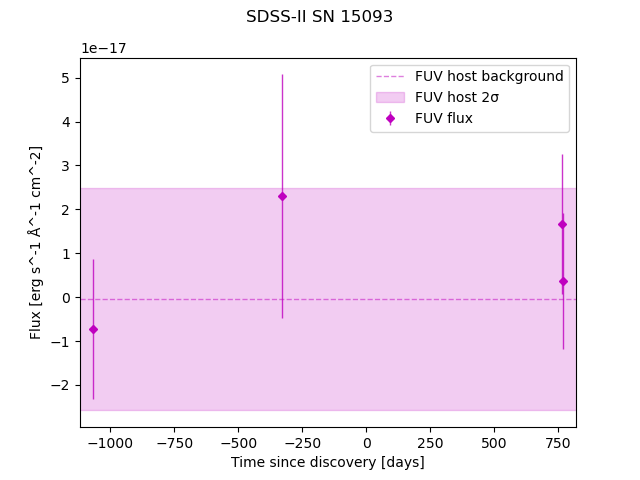 SDSS-II SN 15093
1e−17
FUV host background
FUV host 2σ
FUV flux
5
4
3
2
1
0
−1
−2
Flux [erg s^-1 Å^-1 cm^-2]
−1000 −750 −500 −250 0 250 500 750
Time since discovery [days]